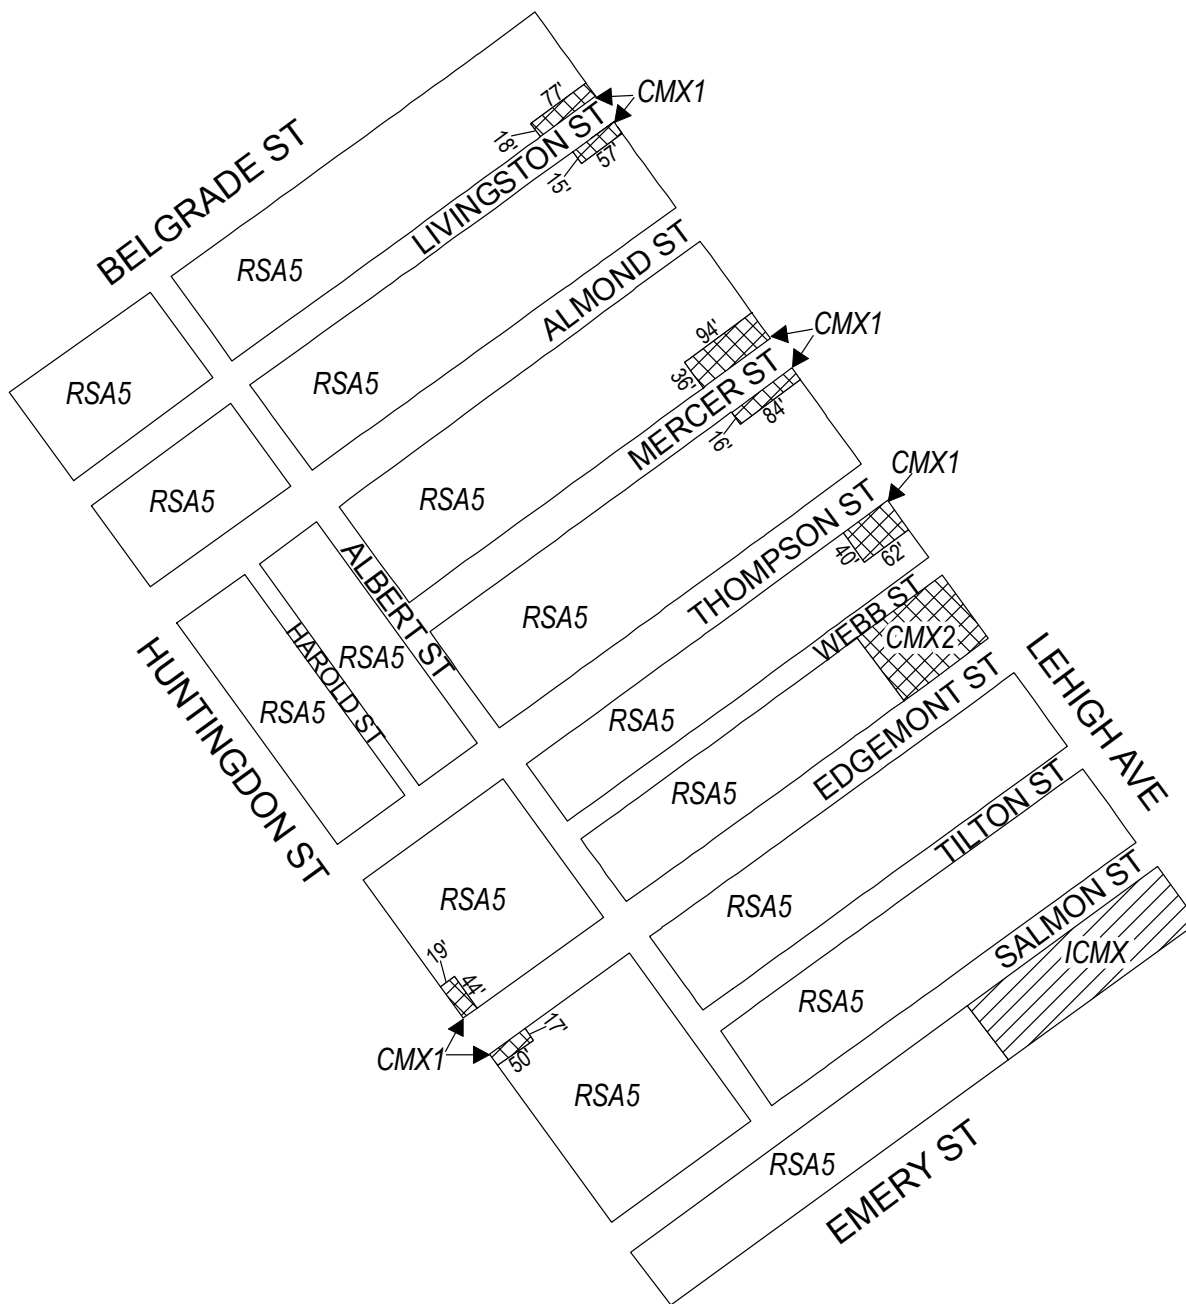 77'
CMX1
18'
LIVINGSTON ST
57'
15'
BELGRADE ST
RSA5
ALMOND ST
RSA5
RSA5
94'
CMX1
36'
MERCER ST
84'
16'
RSA5
RSA5
CMX1
ALBERT ST
HAROLD ST
RSA5
RSA5
RSA5
THOMPSON ST
40'
62'
WEBB ST
CMX2
HUNTINGDON ST
RSA5
EDGEMONT ST
LEHIGH AVE
RSA5
TILTON ST
RSA5
RSA5
SALMON ST
ICMX
19'
44'
RSA5
CMX1
17'
50'
RSA5
RSA5
EMERY ST